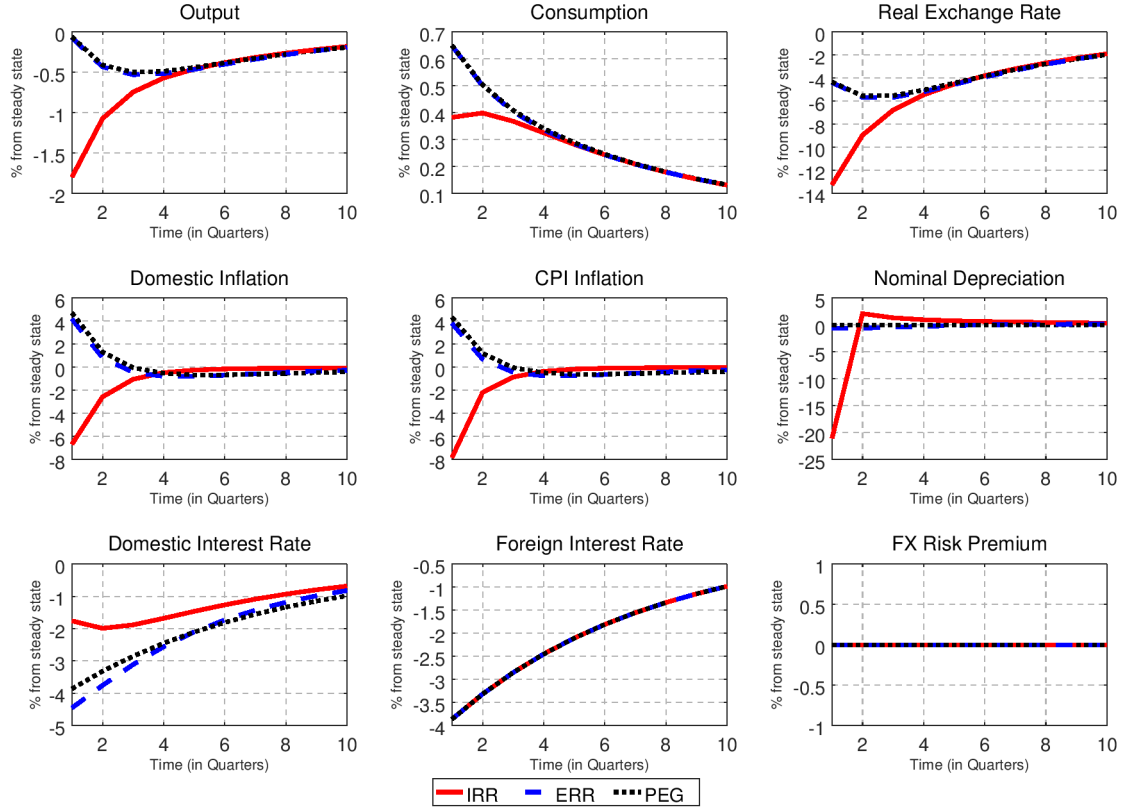 Output
% from steady state
0
-0.5
-1
-1.5
-2
2 4 6 8 10
Time (in Quarters)
Consumption
% from steady state
0.7
0.6
0.5
0.4
0.3
0.2
0.1
2 4 6 8 10
Time (in Quarters)
Real Exchange Rate
% from steady state
0
-2
-4
-6
-8
-10
-12
-14
2 4 6 8 10
Time (in Quarters)
Domestic Inflation
% from steady state
6
4
2
0
-2
-4
-6
-8
2 4 6 8 10
Time (in Quarters)
CPI Inflation
% from steady state
6
4
2
0
-2
-4
-6
-8
2 4 6 8 10
Time (in Quarters)
Nominal Depreciation
% from steady state
5
0
-5
-10
-15
-20
-25
2 4 6 8 10
Time (in Quarters)
Domestic Interest Rate
% from steady state
0
-1
-2
-3
-4
-5
2 4 6 8 10
Time (in Quarters)
Foreign Interest Rate
% from steady state
-0.5
-1
-1.5
-2
-2.5
-3
-3.5
-4
2 4 6 8 10
Time (in Quarters)
FX Risk Premium
% from steady state
1
0.5
0
-0.5
-1
2 4 6 8 10
Time (in Quarters)
IRR ERR PEG